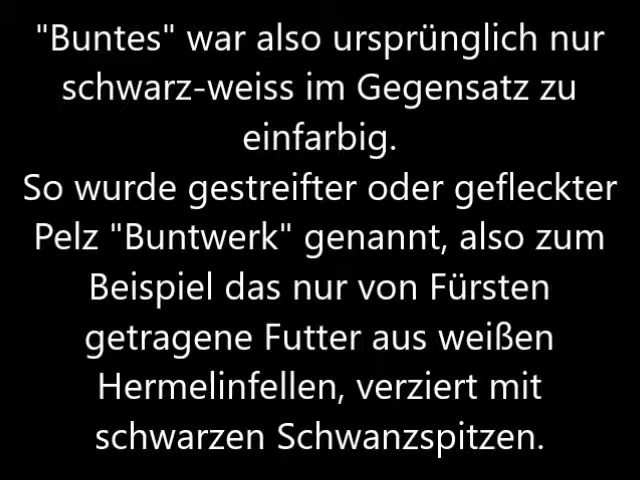 "Buntes" war also ursprünglich nur
schwarz-weiss im Gegensatz zu
einfarbig.
So wurde gestreifter oder gefleckter
Pelz "Buntwerk" genannt, also zum
Beispiel das nur von Fürsten
getragene Futter aus weißen
Hermelinfellen, verziert mit
schwarzen Schwanzspitzen.